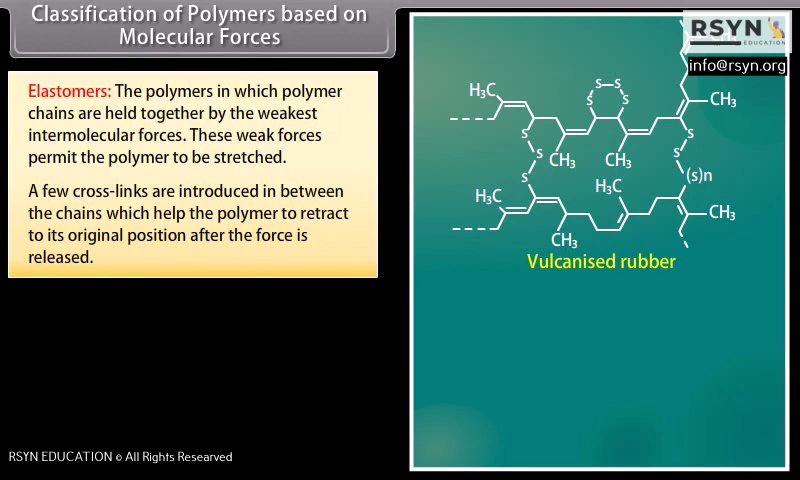 Classification of Polymers based on
Molecular Forces
RSYN
EDUCATION
info@rsyn.org
Elastomers: The polymers in which polymer
chains are held together by the weakest
intermolecular forces. These weak forces
permit the polymer to be stretched.
A few cross-links are introduced in between
the chains which help the polymer to retract
to its original position after the force is
released.
S S
H₃C S S CH₃
S S
S CH₃ CH₃ S
S H₃C (s)n
H₃C CH₃
CH₃
Vulcanised rubber
RSYN EDUCATION © All Rights Researved